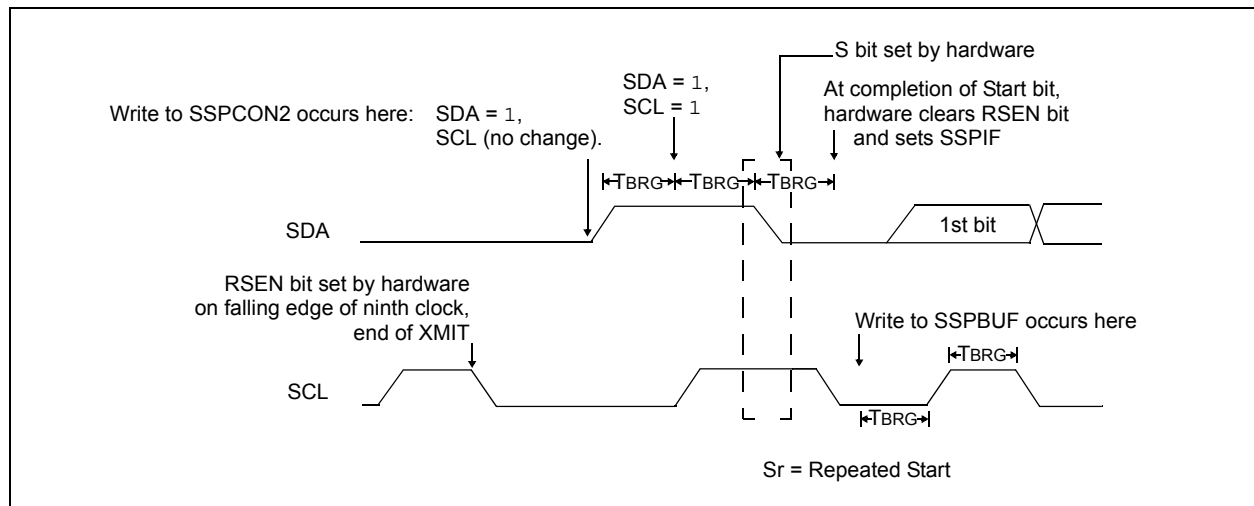 S bit set by hardware
SDA = 1,
SCL = 1
At completion of Start bit,
hardware clears RSEN bit
and sets SSPIF
Write to SSPCON2 occurs here:
SDA = 1,
SCL (no change).
TBRG
TBRG
TBRG
SDA
1st bit
RSEN bit set by hardware
on falling edge of ninth clock,
end of XMIT
Write to SSPBUF occurs here
TBRG
SCL
TBRG
Sr = Repeated Start